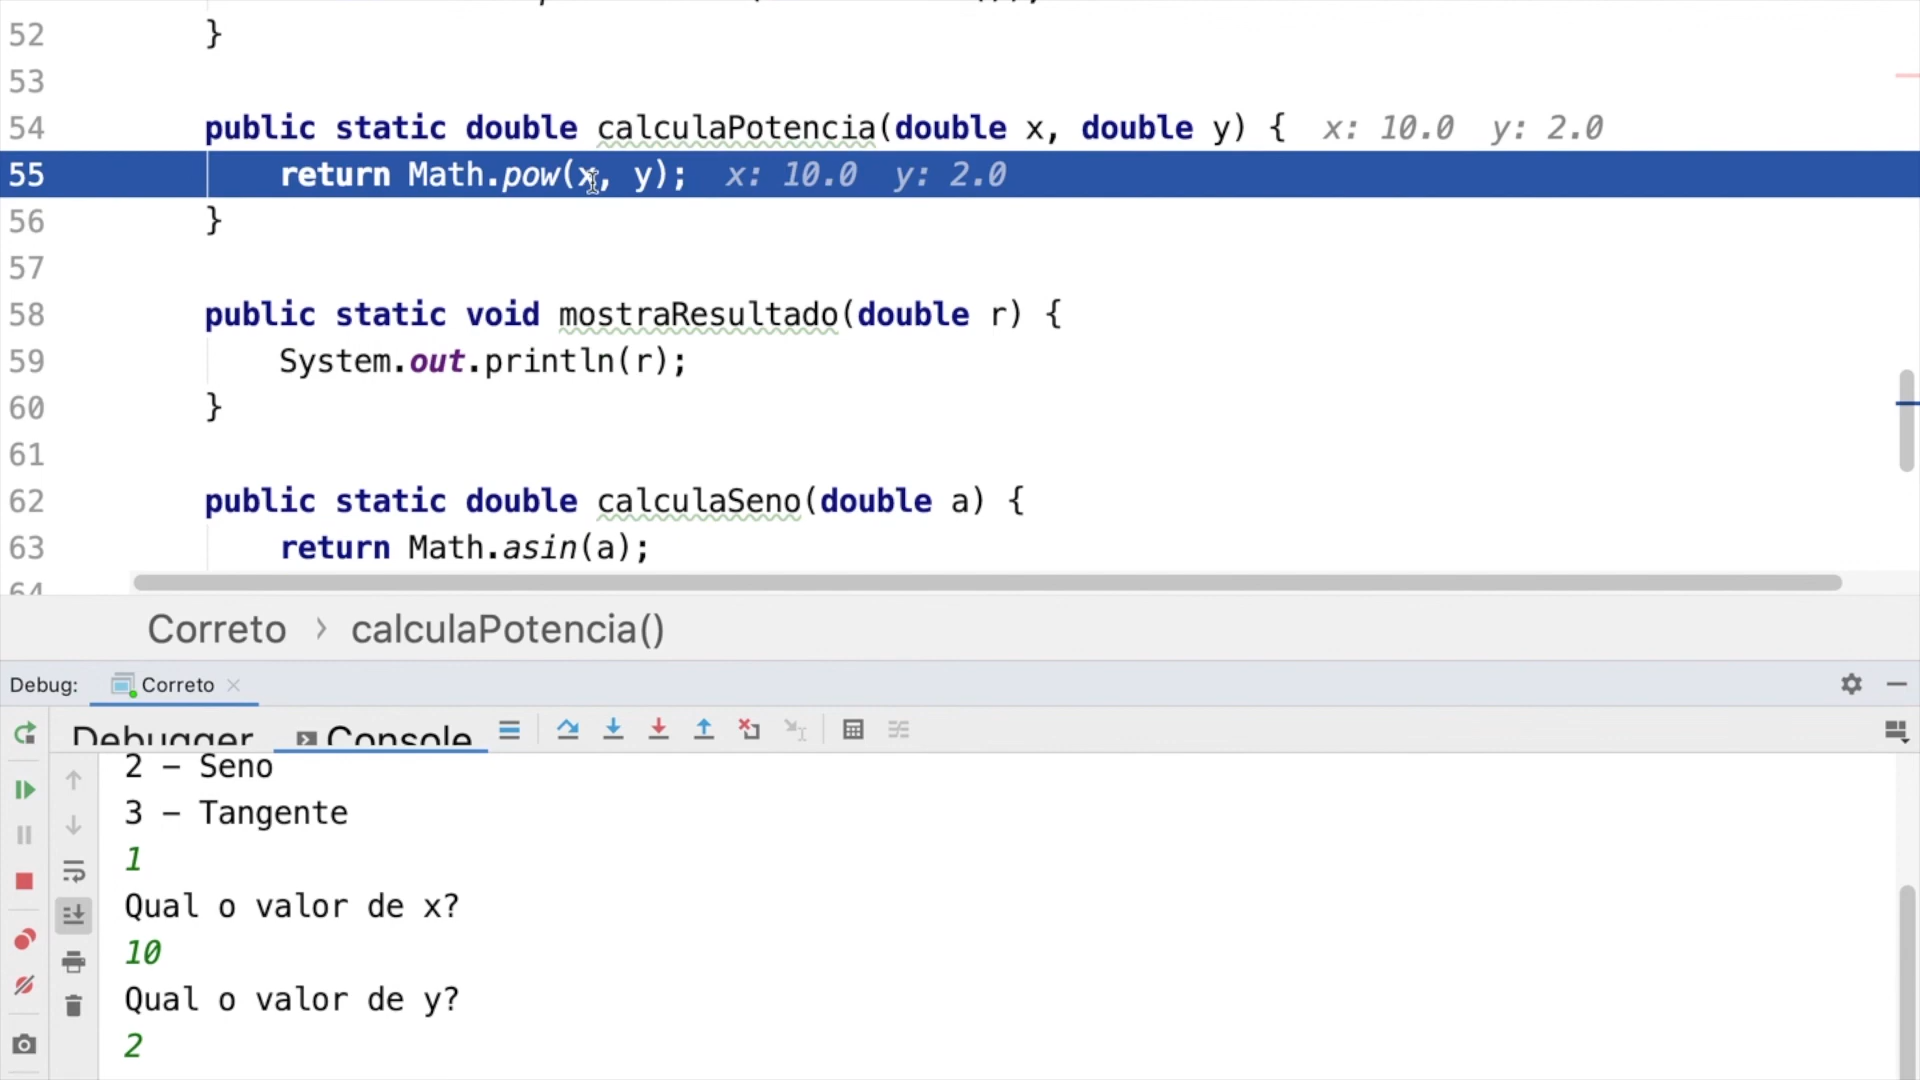 52 }
53
54 public static double calculaPotencia(double x, double y) { x: 10.0 y: 2.0
55 return Math.pow(x, y); x: 10.0 y: 2.0
56 }
57
58 public static void mostraResultado(double r) {
59 System.out.println(r);
60 }
61
62 public static double calculaSeno(double a) {
63 return Math.asin(a);
64
Correto › calculaPotencia()
Debug: Correto
Debugger Console
2 – Seno
3 – Tangente
1
Qual o valor de x?
10
Qual o valor de y?
2